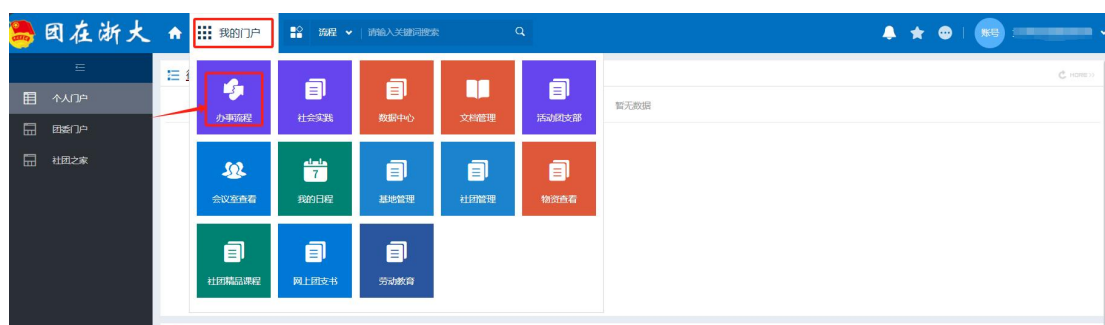 团在浙大
我的门户
流程
请输入关键词搜索
账号
个人门户
团委门户
社团之家
HOME
办事流程
社会实践
数据中心
文档管理
活动团支部
暂无数据
7
会议室查看
我的日程
基地管理
社团管理
物资查看
社团精品课程
网上团支书
劳动教育